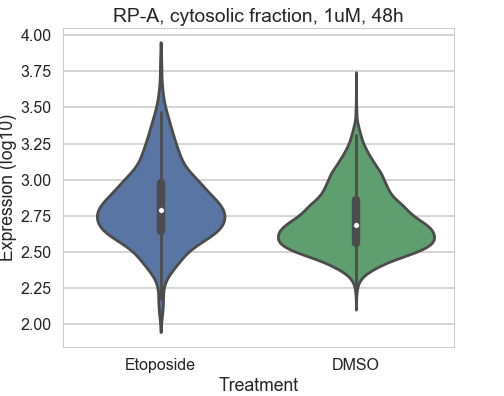 RP-A, cytosolic fraction, 1uM, 48h
Expression (log10)
4.00
3.75
3.50
3.25
3.00
2.75
2.50
2.25
2.00
Etoposide DMSO
Treatment